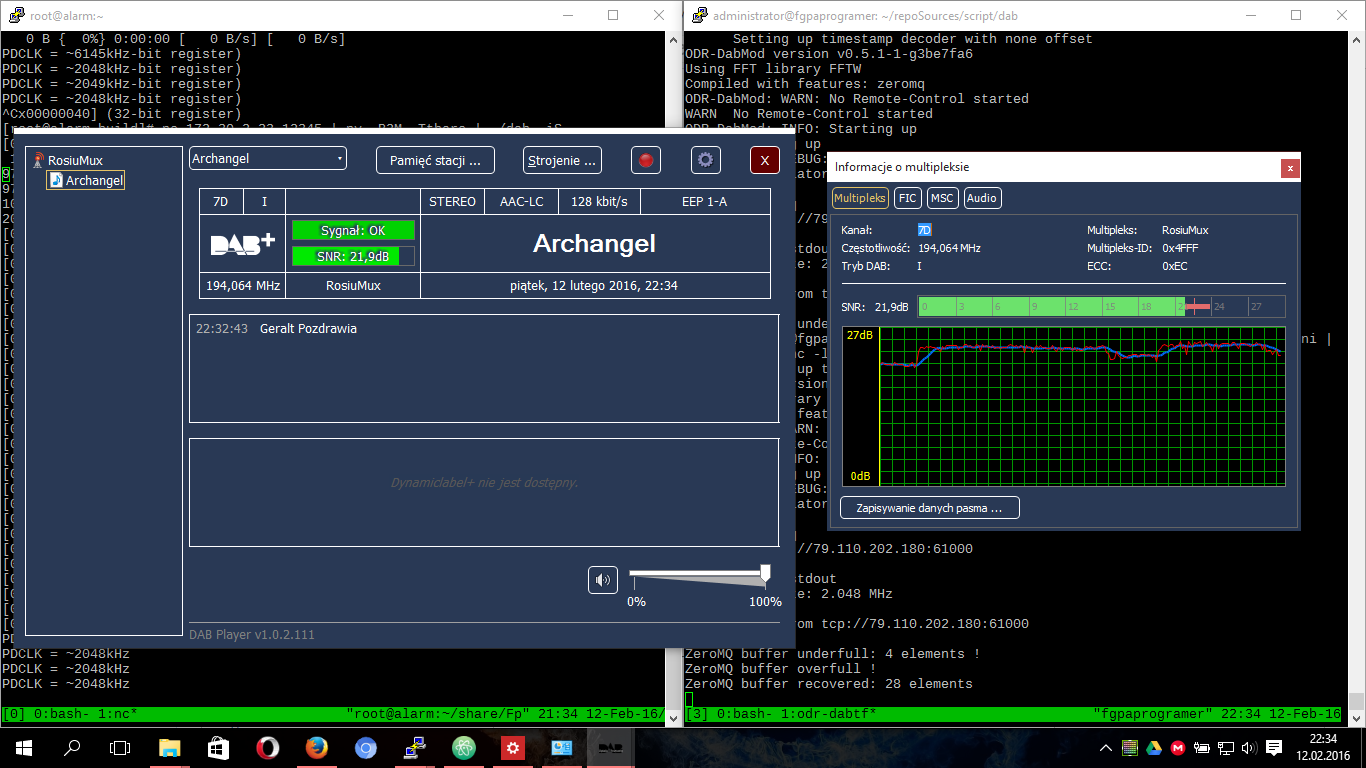 root@alarm:~
0 B {  0%} 0:00:00 [   0 B/s] [   0 B/s]
PDCLK = ~6145kHz-bit register)
PDCLK = ~2048kHz-bit register)
PDCLK = ~2049kHz-bit register)
PDCLK = ~2048kHz-bit register)
^Cx00000040] (32-bit register)
PDCLK = ~2048kHz
PDCLK = ~2048kHz
PDCLK = ~2048kHz
[0] 0:bash- 1:nc* "root@alarm:~/share/Fp" 21:34 12-Feb-16/
administrator@fgpaprogramer: ~/repoSources/script/dab
Setting up timestamp decoder with none offset
ODR-DabMod version v0.5.1-1-g3be7fa6
Using FFT library FFTW
Compiled with features: zeromq
ODR-DabMod: WARN: No Remote-Control started
WARN  No Remote-Control started
ODR-DabMod: INFO: Starting up
//79.110.202.180:61000
stdout
e: 2.048 MHz
rom tcp://79.110.202.180:61000
ZeroMQ buffer underfull: 4 elements !
ZeroMQ buffer overfull !
ZeroMQ buffer recovered: 28 elements
[3] 0:bash- 1:odr-dabtf* "fgpaprogramer" 22:34 12-Feb-16
RosiuMux
Archangel
Archangel
Pamięć stacji ...
Strojenie ...
X
7D I STEREO AAC-LC 128 kbit/s EEP 1-A
DAB+
Sygnał: OK
SNR: 21,9dB
Archangel
194,064 MHz RosiuMux piątek, 12 lutego 2016, 22:34
22:32:43 Geralt Pozdrawia
Dynamiclabel+ nie jest dostępny.
0% 100%
DAB Player v1.0.2.111
Informacje o multipleksie
x
Multipleks FIC MSC Audio
Kanał: 7D Multipleks: RosiuMux
Częstotliwość: 194,064 MHz Multipleks-ID: 0x4FFF
Tryb DAB: I ECC: 0xEC
SNR: 21,9dB 0 3 6 9 12 15 18 24 27
27dB
0dB
Zapisywanie danych pasma ...
DAB
22:34
12.02.2016